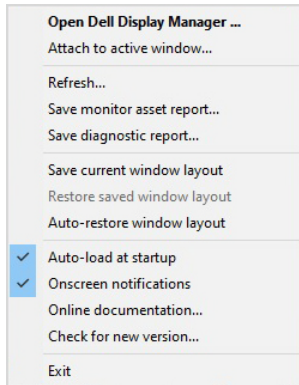 Open Dell Display Manager ...
Attach to active window...
Refresh...
Save monitor asset report...
Save diagnostic report...
Save current window layout
Restore saved window layout
Auto-restore window layout
Auto-load at startup
Onscreen notifications
Online documentation...
Check for new version...
Exit